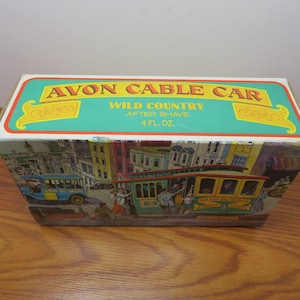 AVON CABLE CAR
WILD COUNTRY
AFTER SHAVE
4 FL. OZ.